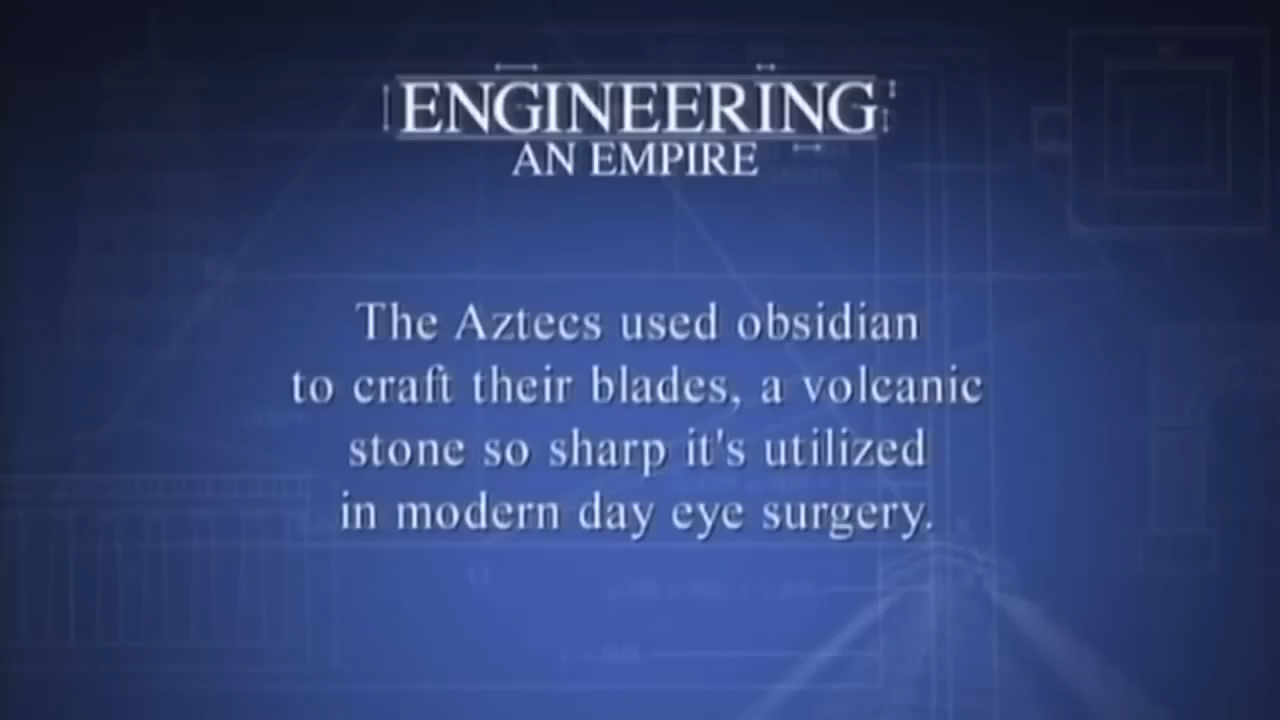 ENGINEERING
AN EMPIRE
The Aztecs used obsidian
to craft their blades, a volcanic
stone so sharp it's utilized
in modern day eye surgery.